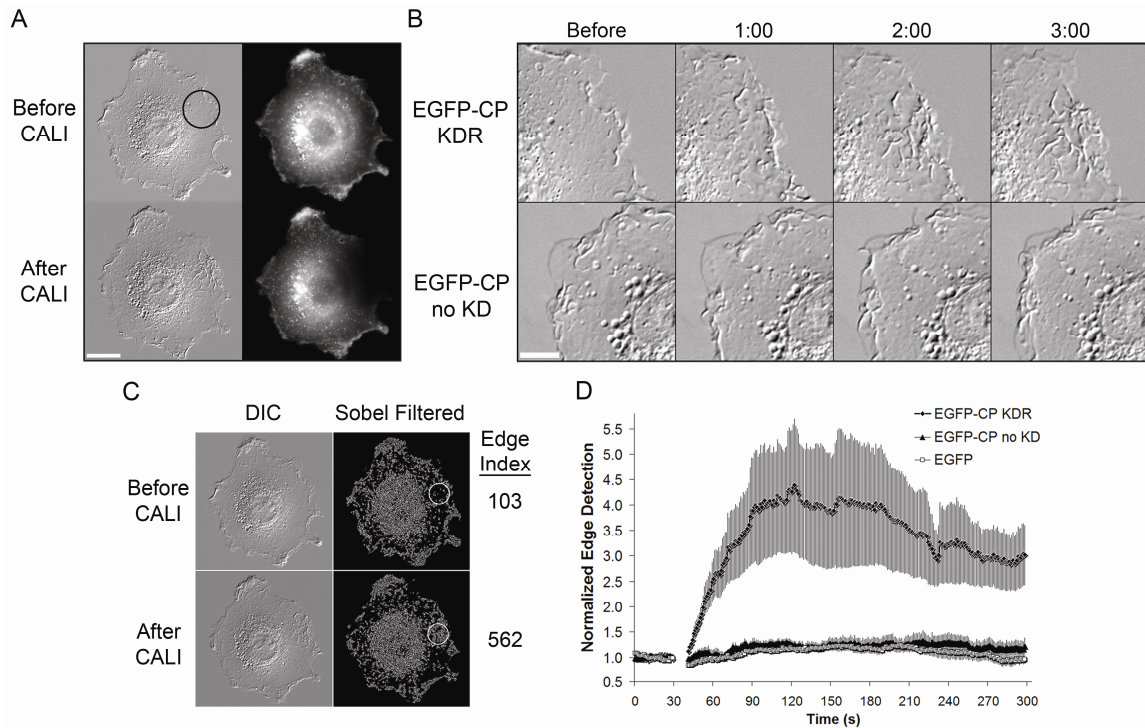 A
Before
CALI
After
CALI
B
Before
1:00
2:00
3:00
EGFP-CP
KDR
EGFP-CP
no KD
C
DIC
Sobel Filtered
Edge
Index
Before
CALI
103
After
CALI
562
D
EGFP-CP KDR
EGFP-CP no KD
EGFP
Normalized Edge Detection
5.5
5.0
4.5
4.0
3.5
3.0
2.5
2.0
1.5
1.0
0.5
0
30
60
90
120
150
180
210
240
270
300
Time (s)